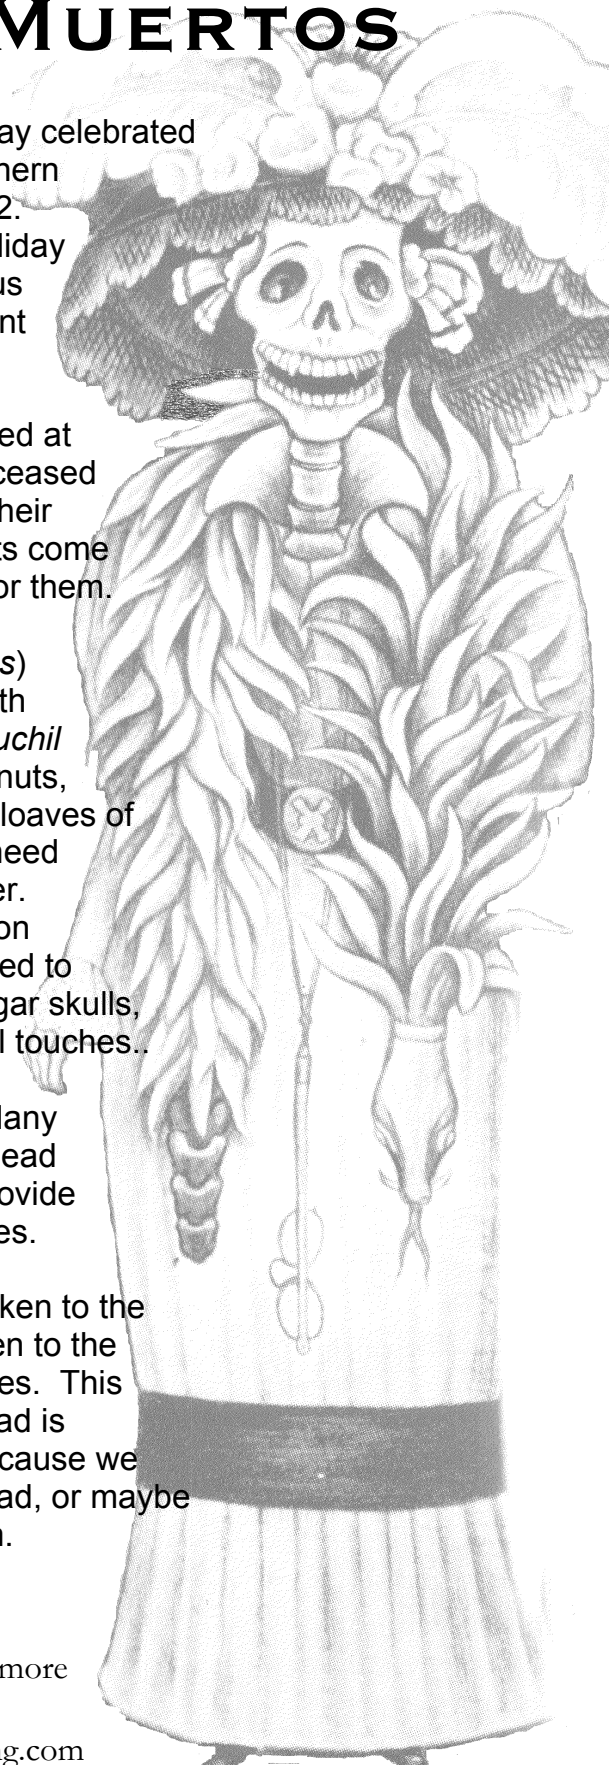 MUERTOS
ay celebrated
hern
2.
liday
us
nt
ed at
ceased
heir
ts come
or them.
s)
th
uchil
nuts,
loaves of
need
er.
on
ed to
gar skulls,
l touches..
Many
ead
ovide
es.
ken to the
en to the
es. This
ad is
cause we
ad, or maybe
n.
more
ng.com